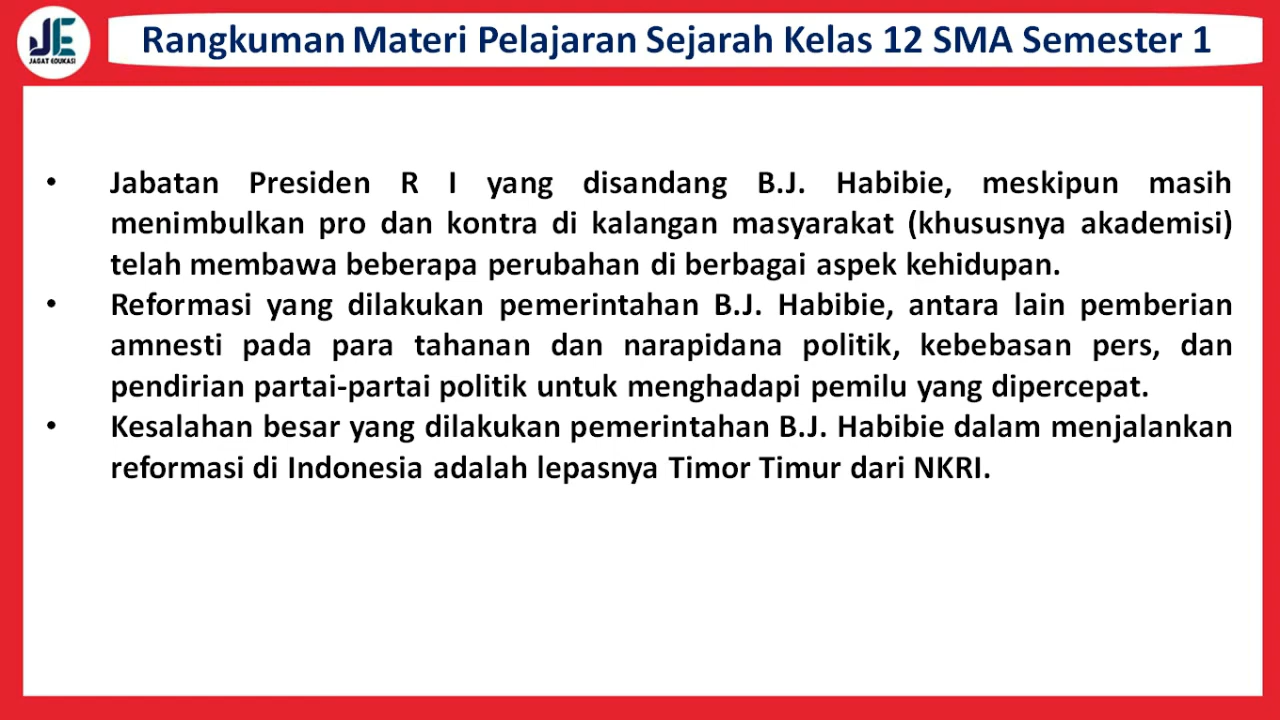 JE
JAGAT EDUKASI
Rangkuman Materi Pelajaran Sejarah Kelas 12 SMA Semester 1
• Jabatan Presiden R I yang disandang B.J. Habibie, meskipun masih
menimbulkan pro dan kontra di kalangan masyarakat (khususnya akademisi)
telah membawa beberapa perubahan di berbagai aspek kehidupan.
• Reformasi yang dilakukan pemerintahan B.J. Habibie, antara lain pemberian
amnesti pada para tahanan dan narapidana politik, kebebasan pers, dan
pendirian partai-partai politik untuk menghadapi pemilu yang dipercepat.
• Kesalahan besar yang dilakukan pemerintahan B.J. Habibie dalam menjalankan
reformasi di Indonesia adalah lepasnya Timor Timur dari NKRI.